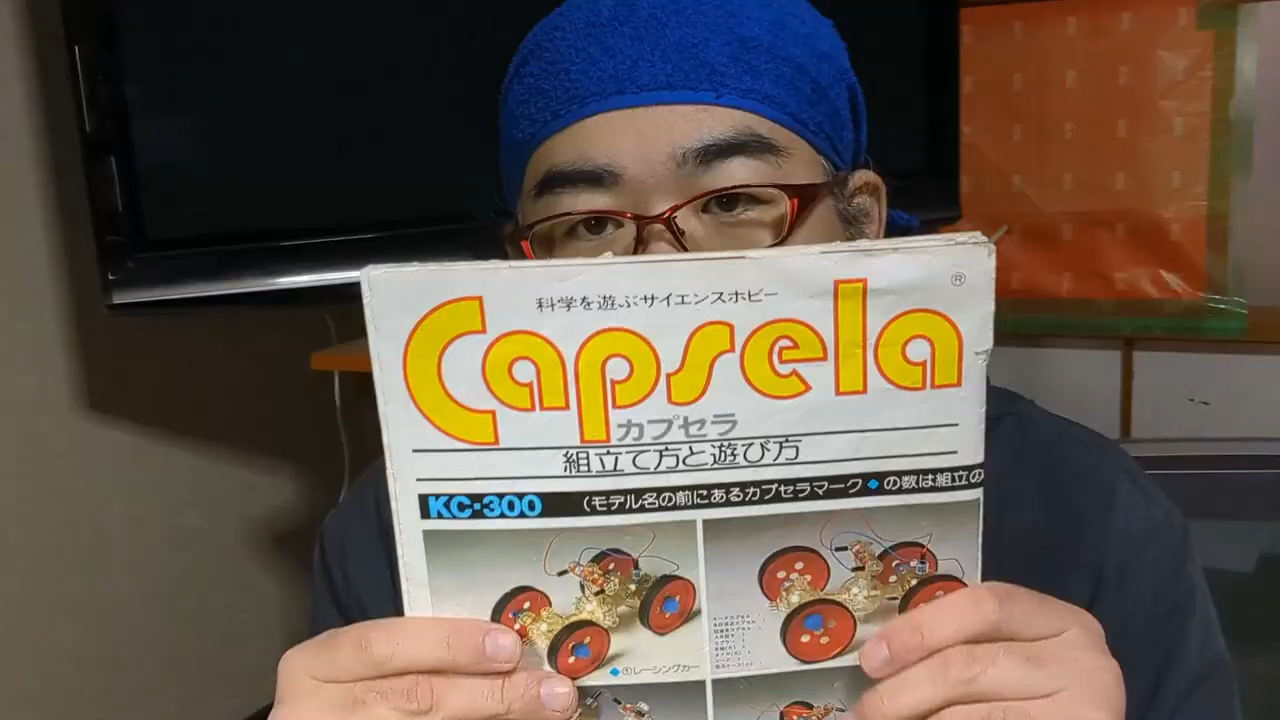 科学を遊ぶサイエンスホビー
Capsela®
カプセラ
組立て方と遊び方
KC-300 (モデル名の前にあるカプセラマーク◆の数は組立の
◆①レーシングカー